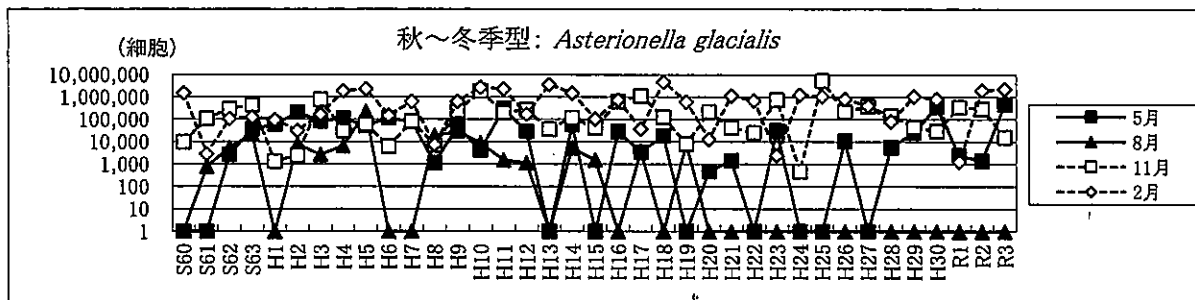 秋～冬季型: Asterionella glacialis
(細胞)
10,000,000
1,000,000
100,000
10,000
1,000
100
10
1
S60 S61 S62 S63 H1 H2 H3 H4 H5 H6 H7 H8 H9 H10 H11 H12 H13 H14 H15 H16 H17 H18 H19 H20 H21 H22 H23 H24 H25 H26 H27 H28 H29 H30 R1 R2 R3
5月
8月
11月
2月